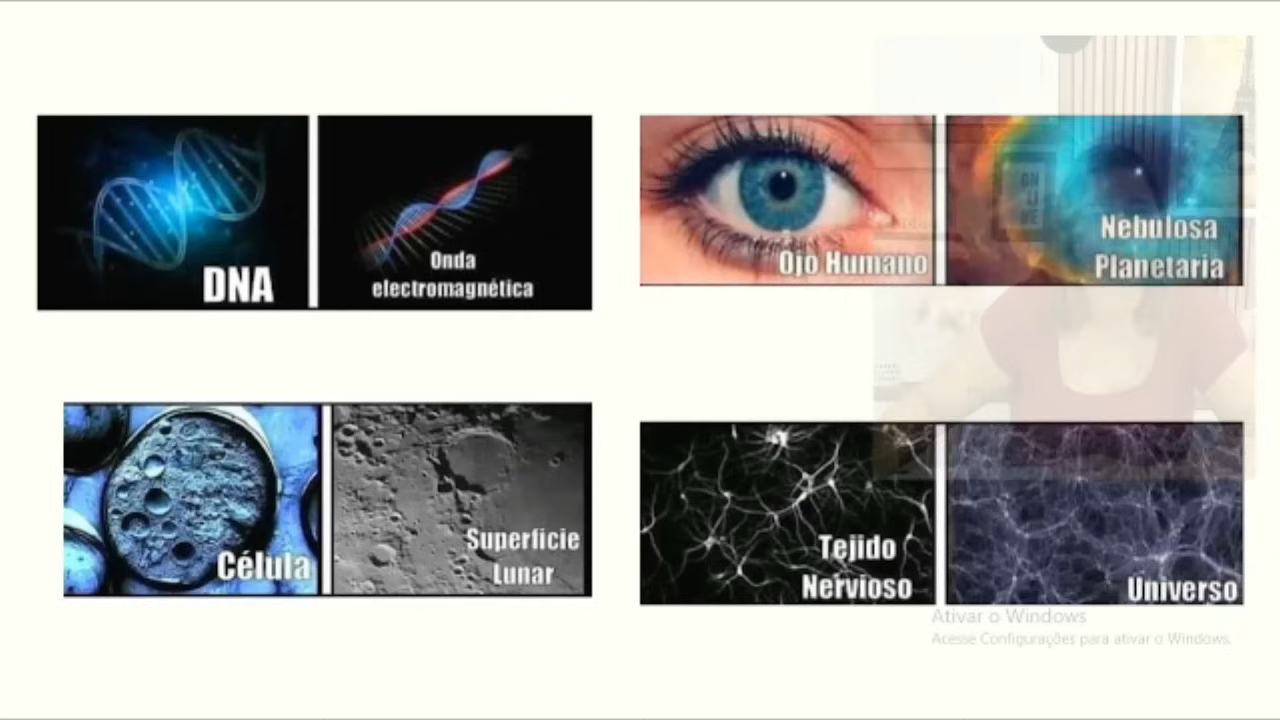 DNA
Onda
electromagnética
Ojo Humano
Nebulosa
Planetaria
Célula
Superficie
Lunar
Tejido
Nervioso
Universo
Ativar o Windows
Acesse Configurações para ativar o Windows.